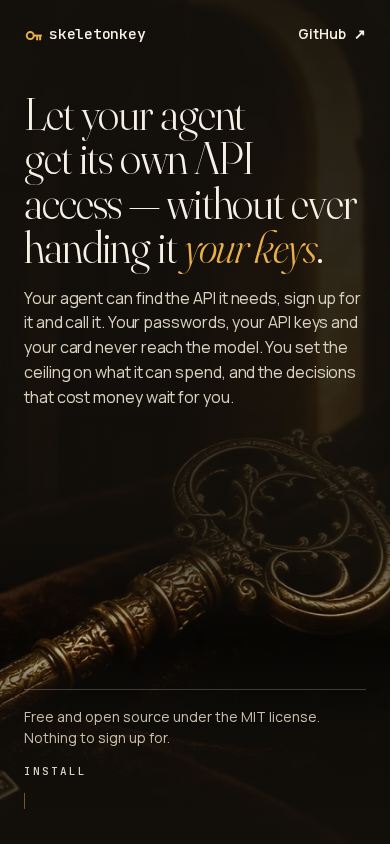 skeletonkey
GitHub ↗
Let your agent
get its own API
access — without ever
handing it your keys.
Your agent can find the API it needs, sign up for
it and call it. Your passwords, your API keys and
your card never reach the model. You set the
ceiling on what it can spend, and the decisions
that cost money wait for you.
Free and open source under the MIT license.
Nothing to sign up for.
INSTALL